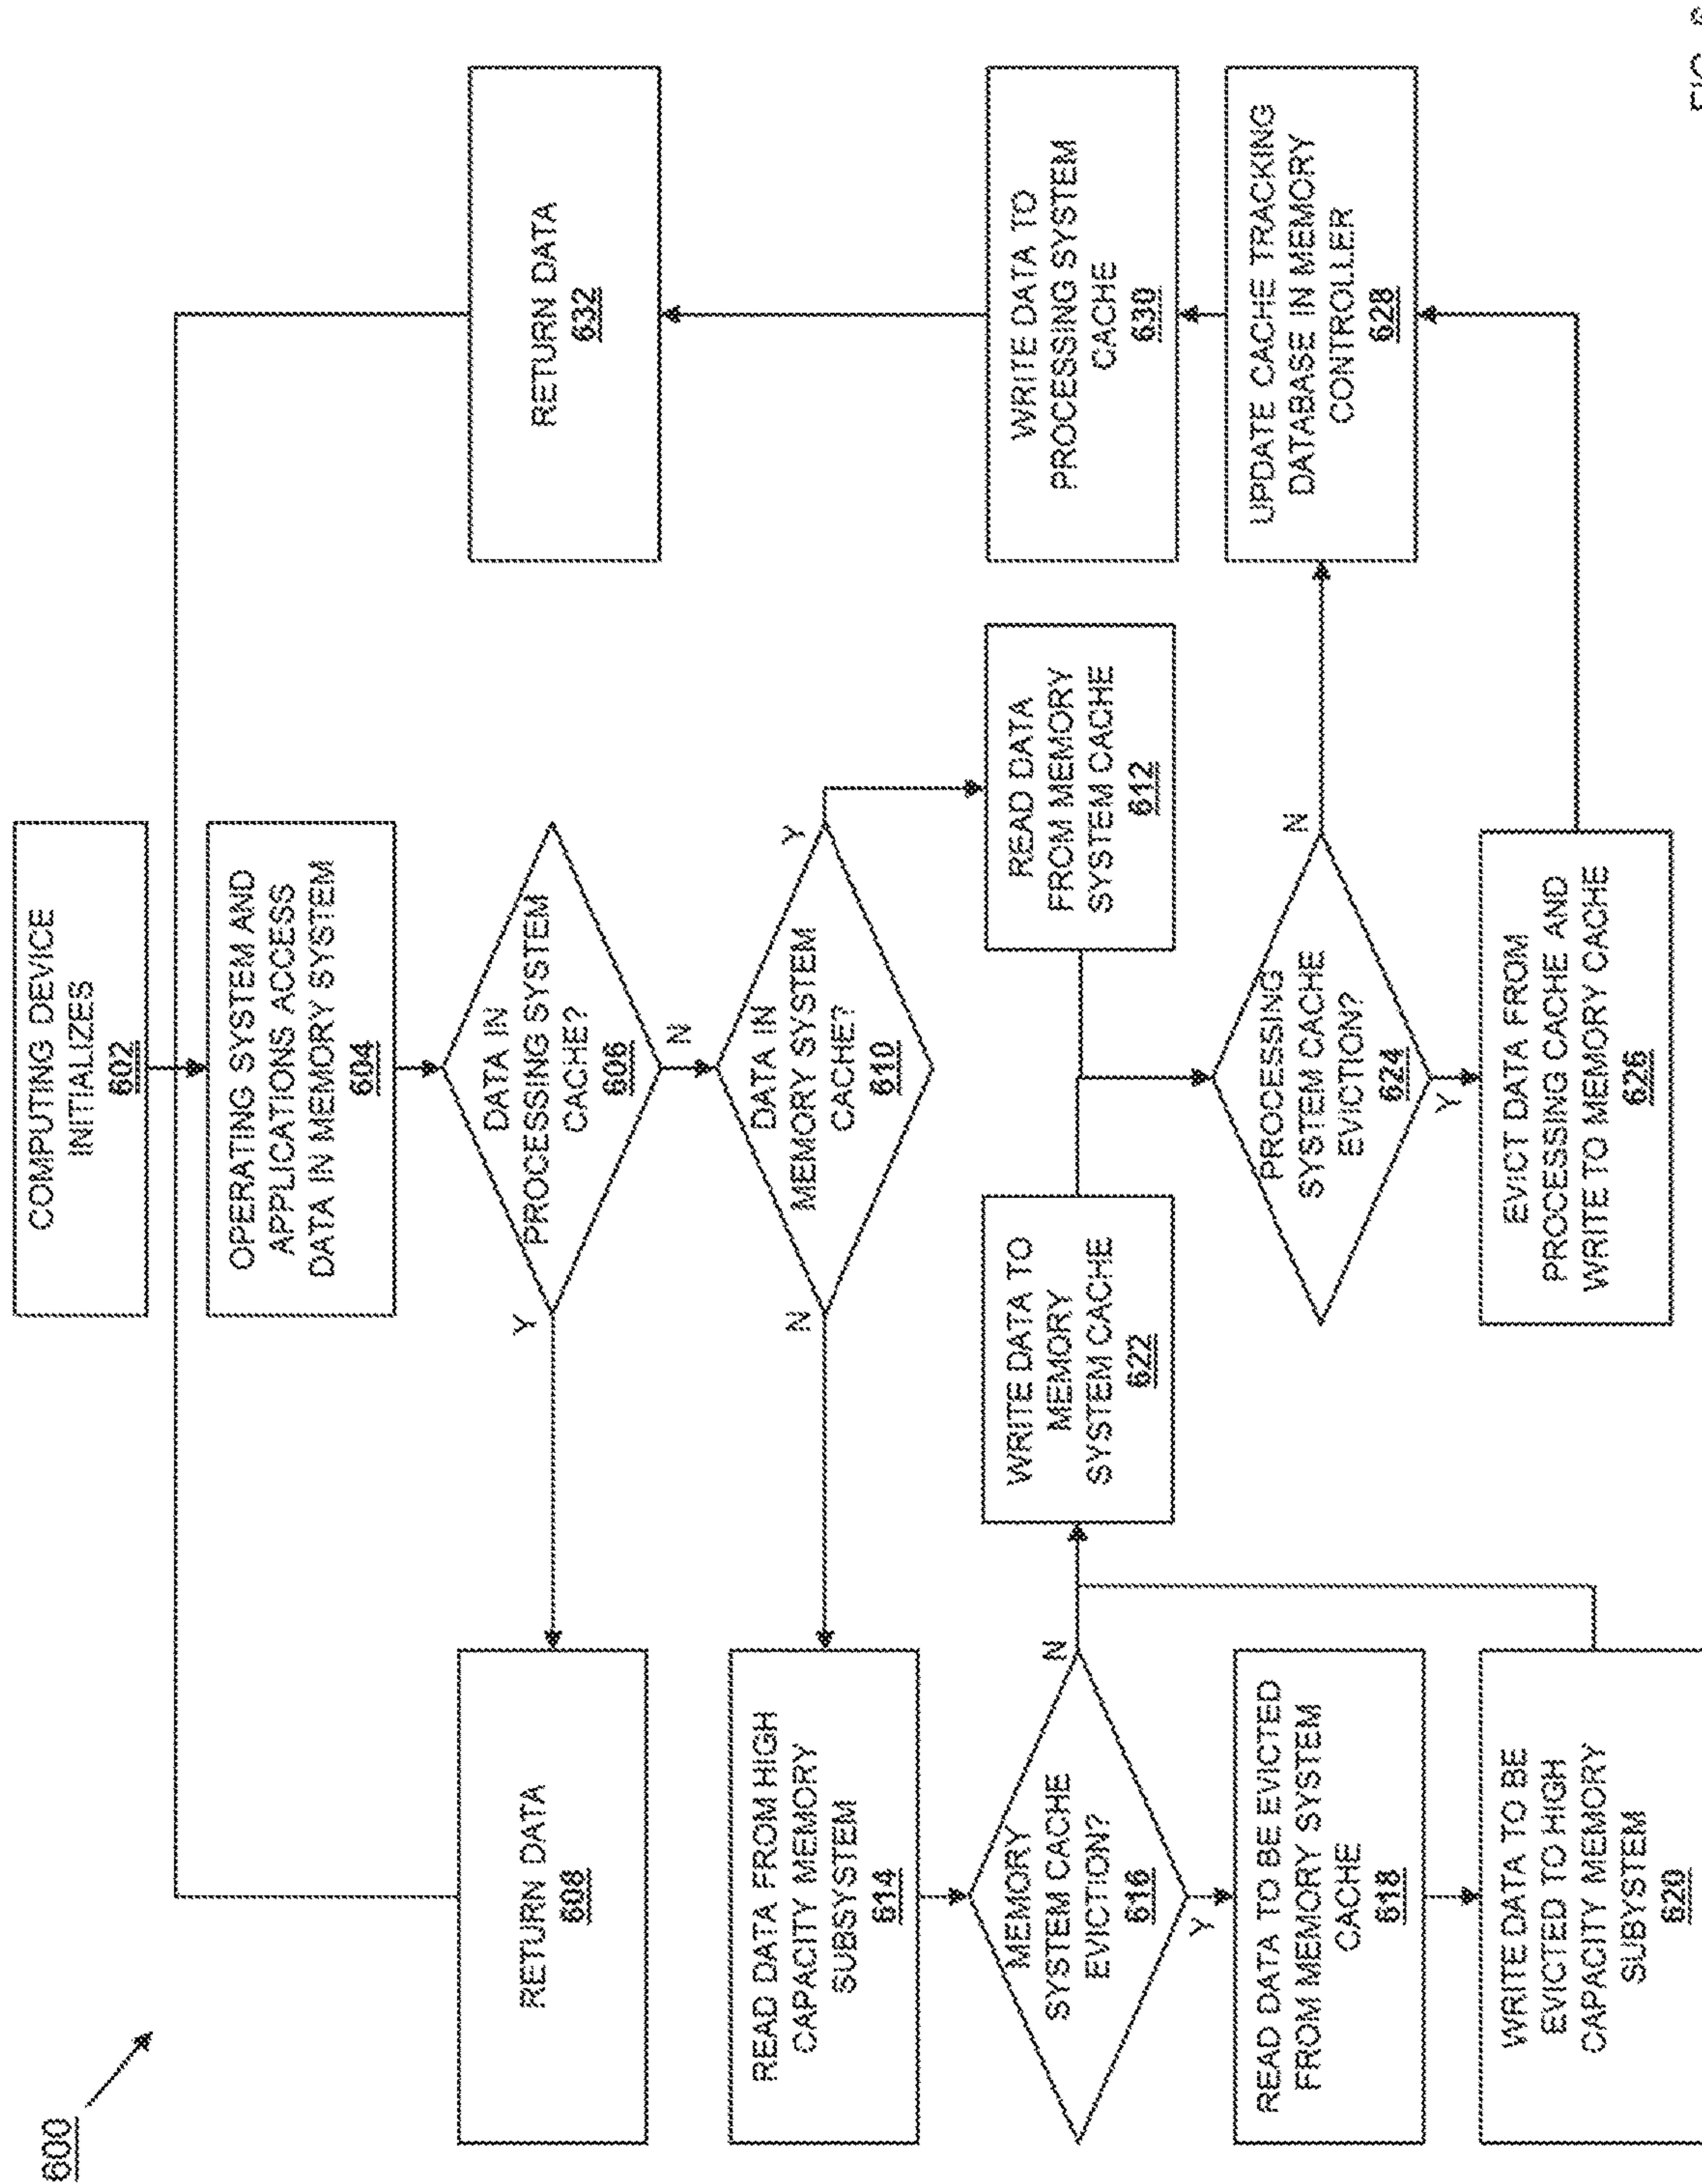 600
COMPUTING DEVICE
INITIALIZES
602
OPERATING SYSTEM AND
APPLICATIONS ACCESS
DATA IN MEMORY SYSTEM
604
DATA IN
PROCESSING SYSTEM
CACHE?
606
Y
N
RETURN DATA
608
DATA IN
MEMORY SYSTEM
CACHE?
610
N
Y
READ DATA
FROM MEMORY
SYSTEM CACHE
612
READ DATA FROM HIGH
CAPACITY MEMORY
SUBSYSTEM
614
MEMORY
SYSTEM CACHE
EVICTION?
616
N
Y
READ DATA TO BE EVICTED
FROM MEMORY SYSTEM
CACHE
618
WRITE DATA TO BE
EVICTED TO HIGH
CAPACITY MEMORY
SUBYSTEM
620
WRITE DATA TO
MEMORY
SYSTEM CACHE
622
PROCESSING
SYSTEM CACHE
EVICTION?
624
N
Y
EVICT DATA FROM
PROCESSING CACHE AND
WRITE TO MEMORY CACHE
626
UPDATE CACHE TRACKING
DATABASE IN MEMORY
CONTROLLER
628
WRITE DATA TO
PROCESSING SYSTEM
CACHE
630
RETURN DATA
632
FIG.